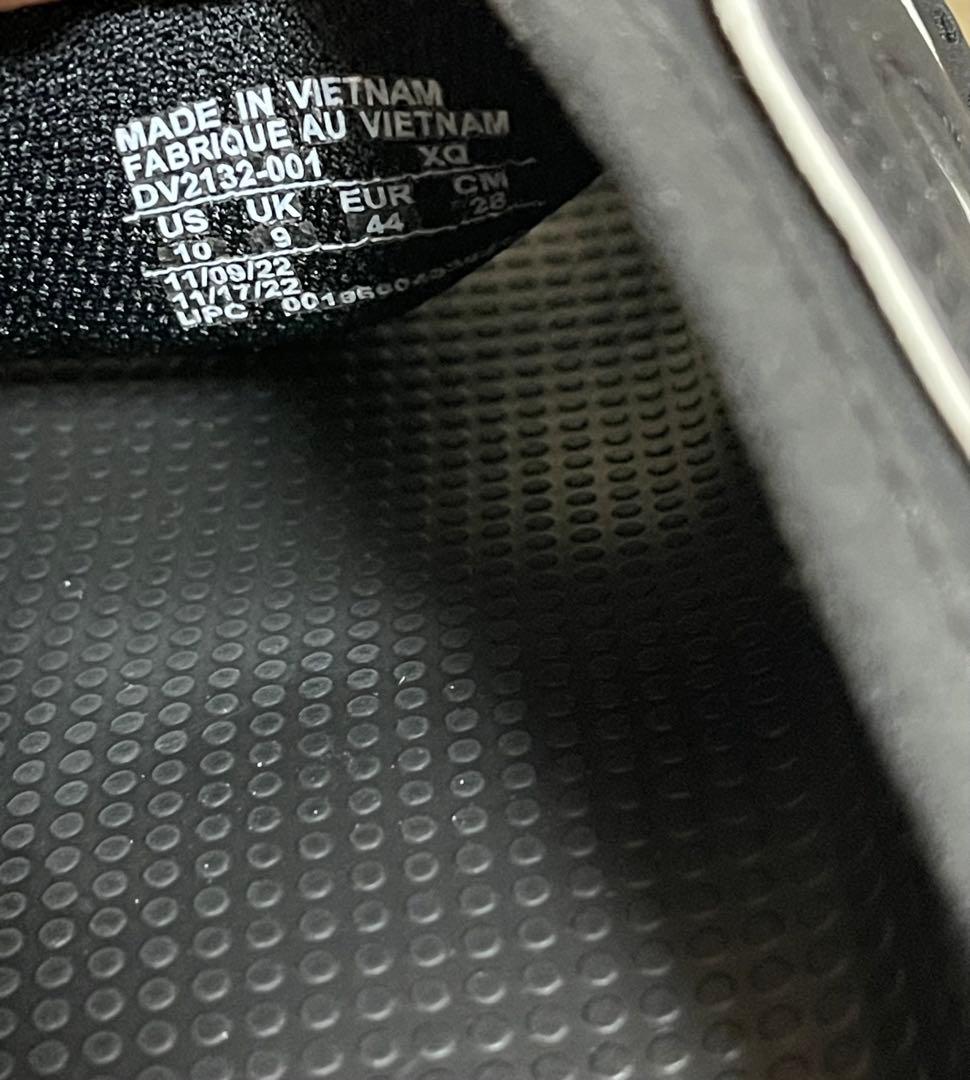 MADE IN VIETNAM
FABRIQUE AU VIETNAM
DV2132-001 XQ
US UK EUR CM
10 9 44 28
11/09/22
11/17/22
UPC